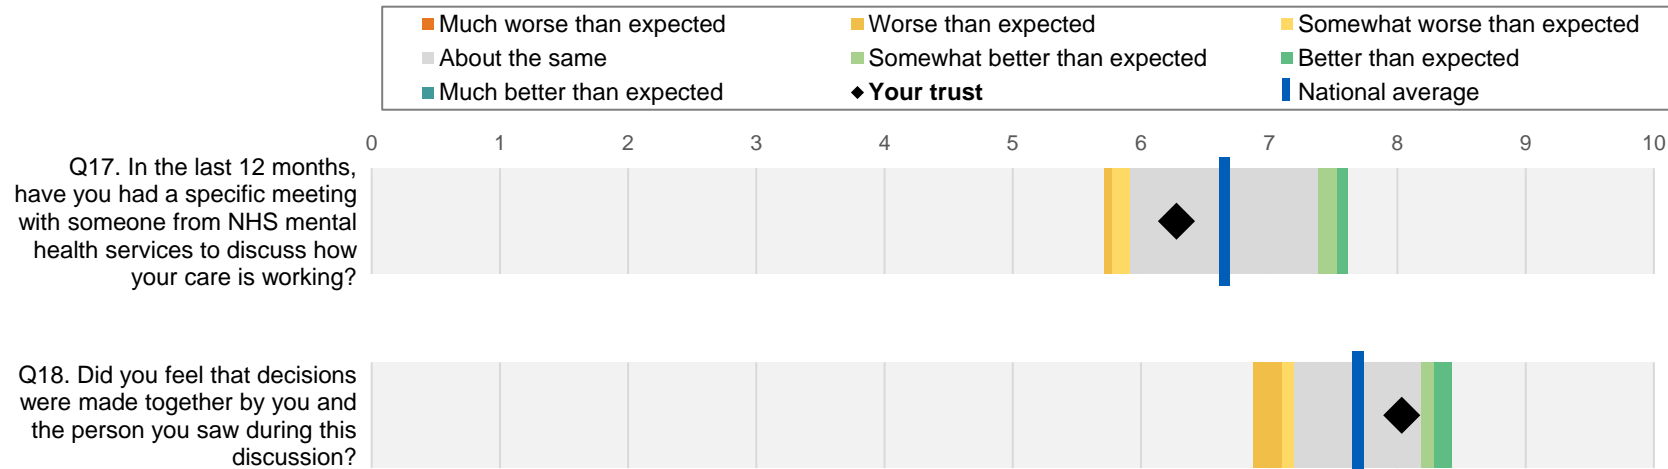 Much worse than expected
Worse than expected
Somewhat worse than expected
About the same
Somewhat better than expected
Better than expected
Much better than expected
Your trust
National average
0 1 2 3 4 5 6 7 8 9 10
Q17. In the last 12 months,
have you had a specific meeting
with someone from NHS mental
health services to discuss how
your care is working?
Q18. Did you feel that decisions
were made together by you and
the person you saw during this
discussion?